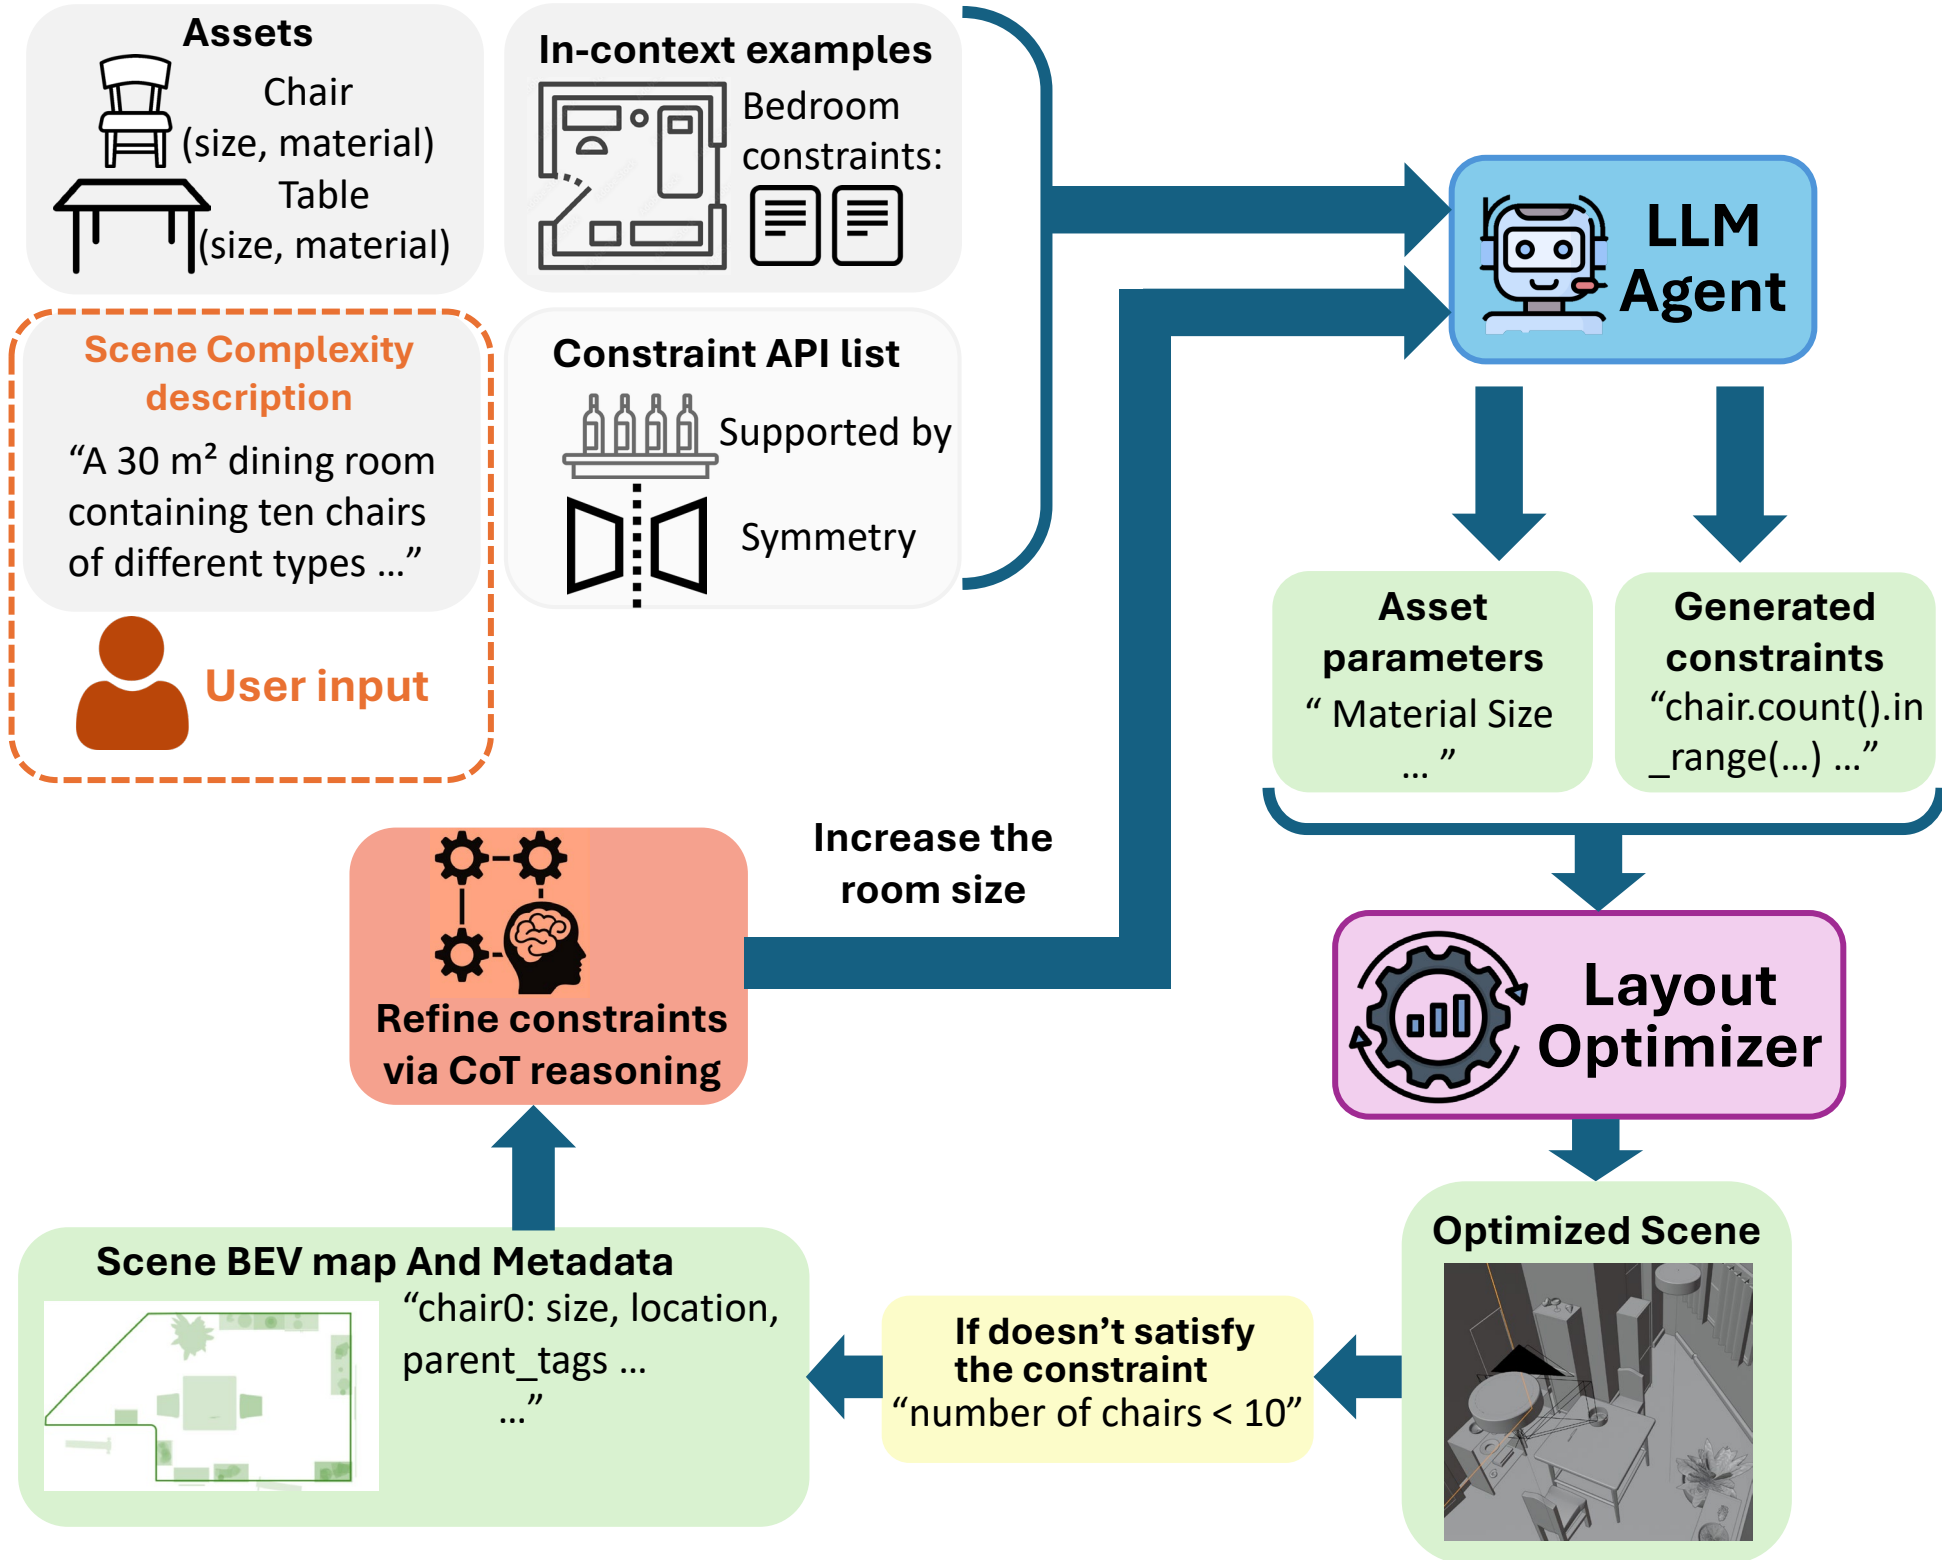 Assets
Chair
(size, material)
Table
(size, material)
In-context examples
Bedroom
constraints:
Scene Complexity
description
“A 30 m² dining room
containing ten chairs
of different types ...”
User input
Constraint API list
Supported by
Symmetry
LLM
Agent
Asset
parameters
“ Material Size
... ”
Generated
constraints
“chair.count().in
_range(...) ...”
Layout
Optimizer
Optimized Scene
If doesn’t satisfy
the constraint
“number of chairs < 10”
Scene BEV map And Metadata
“chair0: size, location,
parent_tags ...
...”
Refine constraints
via CoT reasoning
Increase the
room size